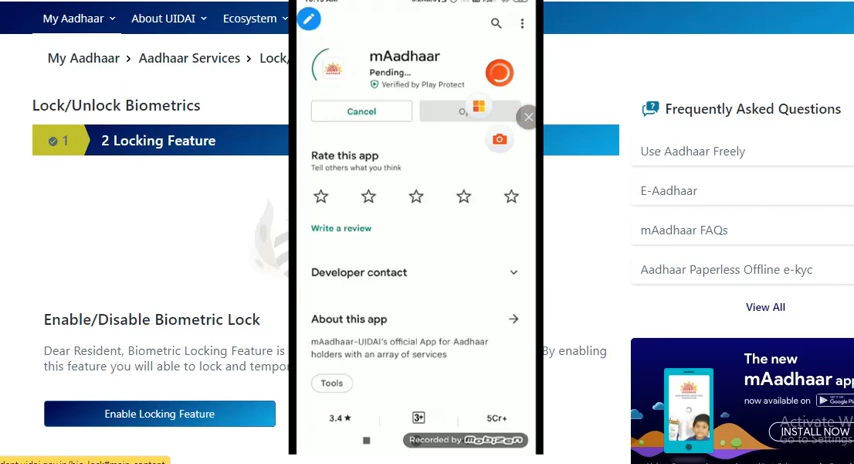 My Aadhaar
About UIDAI
Ecosystem
My Aadhaar > Aadhaar Services > Lock/
Lock/Unlock Biometrics
1
2 Locking Feature
Enable/Disable Biometric Lock
Dear Resident, Biometric Locking Feature is
By enabling
this feature you will able to lock and tempo
Enable Locking Feature
mAadhaar
Pending...
Verified by Play Protect
Cancel
Rate this app
Tell others what you think
Write a review
Developer contact
About this app
mAadhaar-UIDAI's official App for Aadhaar
holders with an array of services
Tools
3.4★
3+
5Cr+
Recorded by mobizen
Frequently Asked Questions
Use Aadhaar Freely
E-Aadhaar
mAadhaar FAQs
Aadhaar Paperless Offline e-kyc
View All
The new
mAadhaar app
now available on
Google
INSTALL NOW
Activate W
Go to Settings